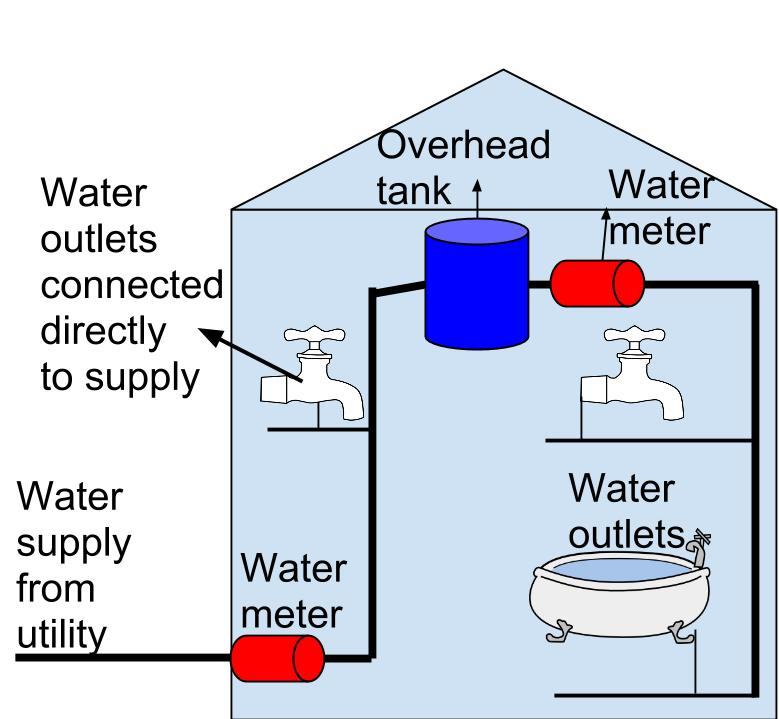 Overhead
tank
Water
meter
Water
outlets
connected
directly
to supply
Water
supply
from
utility
Water
meter
Water
outlets